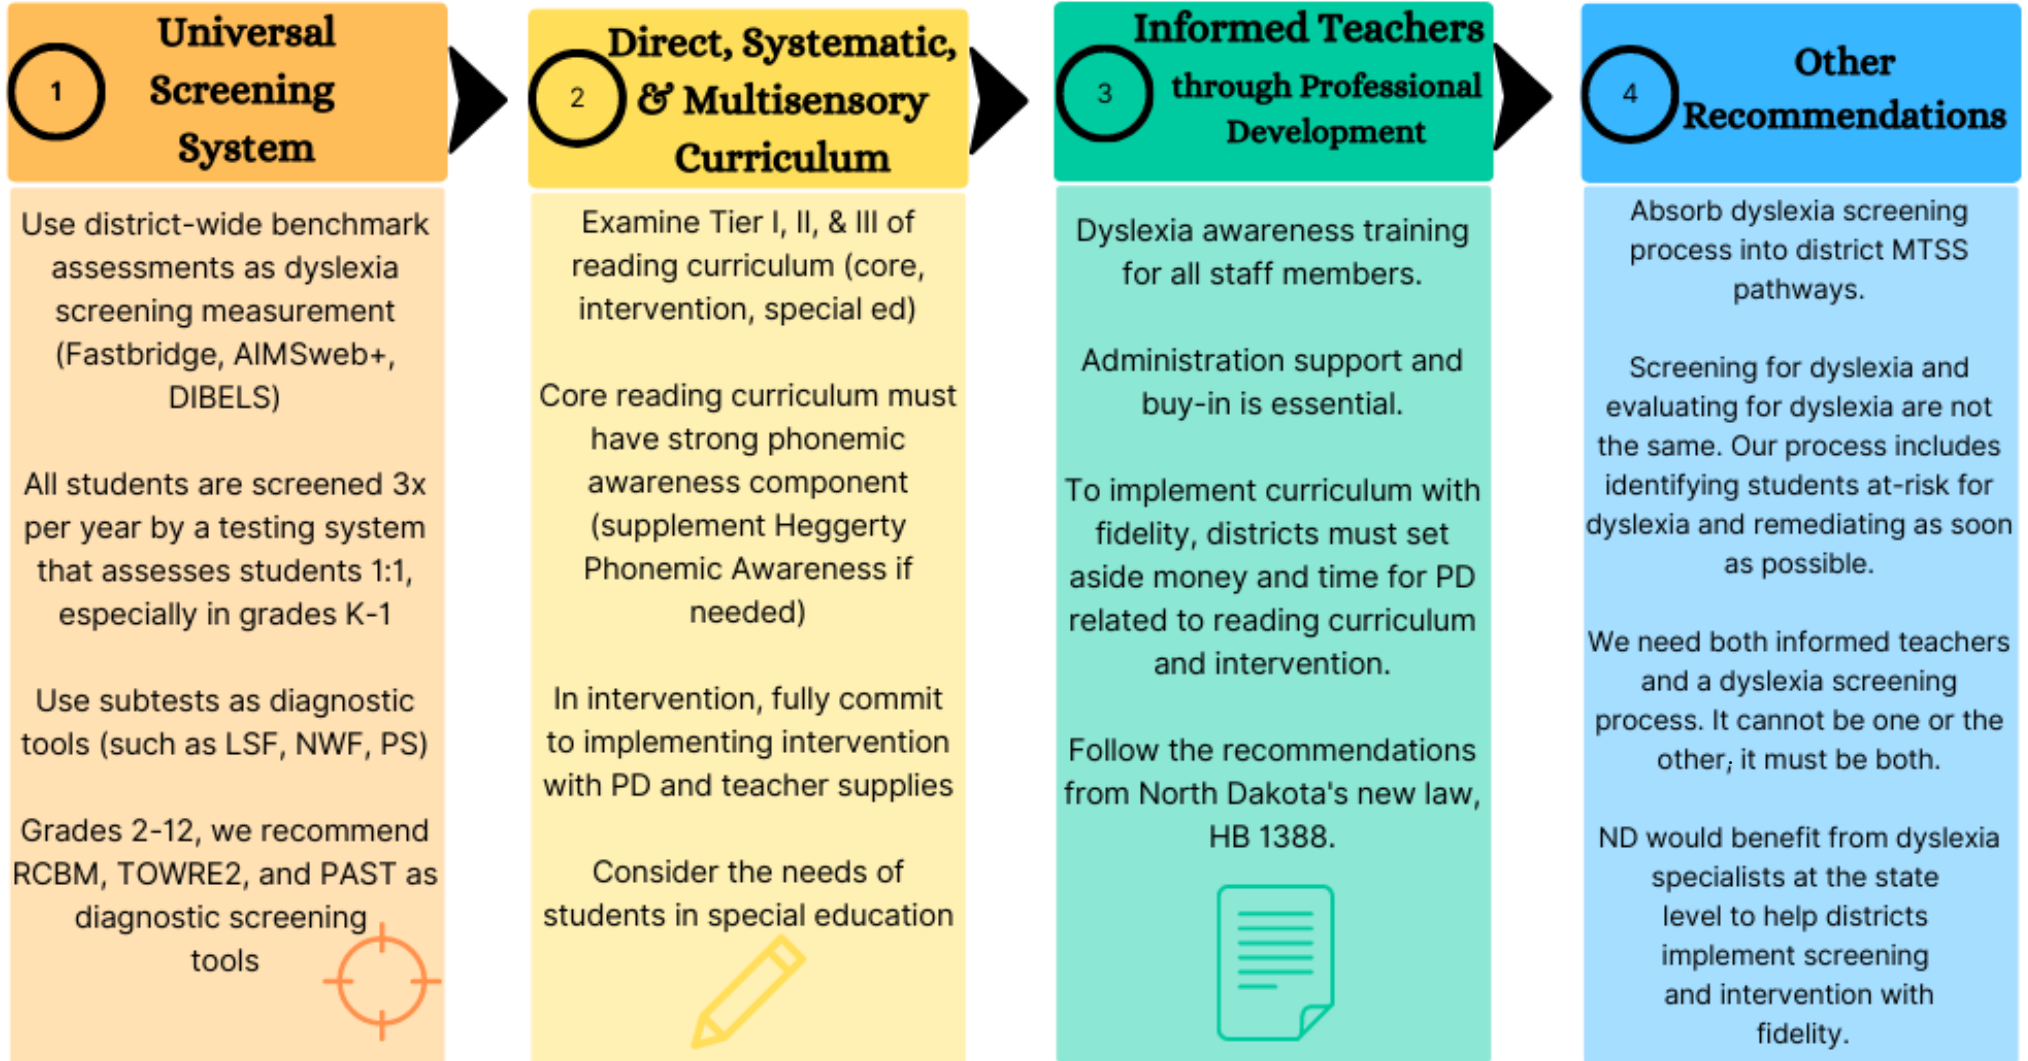 1
Universal
Screening
System
Use district-wide benchmark
assessments as dyslexia
screening measurement
(Fastbridge, AIMSweb+,
DIBELS)
All students are screened 3x
per year by a testing system
that assesses students 1:1,
especially in grades K-1
Use subtests as diagnostic
tools (such as LSF, NWF, PS)
Grades 2-12, we recommend
RCBM, TOWRE2, and PAST as
diagnostic screening
tools
2
Direct, Systematic,
& Multisensory
Curriculum
Examine Tier I, II, & III of
reading curriculum (core,
intervention, special ed)
Core reading curriculum must
have strong phonemic
awareness component
(supplement Heggerty
Phonemic Awareness if
needed)
In intervention, fully commit
to implementing intervention
with PD and teacher supplies
Consider the needs of
students in special education
3
Informed Teachers
through Professional
Development
Dyslexia awareness training
for all staff members.
Administration support and
buy-in is essential.
To implement curriculum with
fidelity, districts must set
aside money and time for PD
related to reading curriculum
and intervention.
Follow the recommendations
from North Dakota's new law,
HB 1388.
4
Other
Recommendations
Absorb dyslexia screening
process into district MTSS
pathways.
Screening for dyslexia and
evaluating for dyslexia are not
the same. Our process includes
identifying students at-risk for
dyslexia and remediating as soon
as possible.
We need both informed teachers
and a dyslexia screening
process. It cannot be one or the
other; it must be both.
ND would benefit from dyslexia
specialists at the state
level to help districts
implement screening
and intervention with
fidelity.